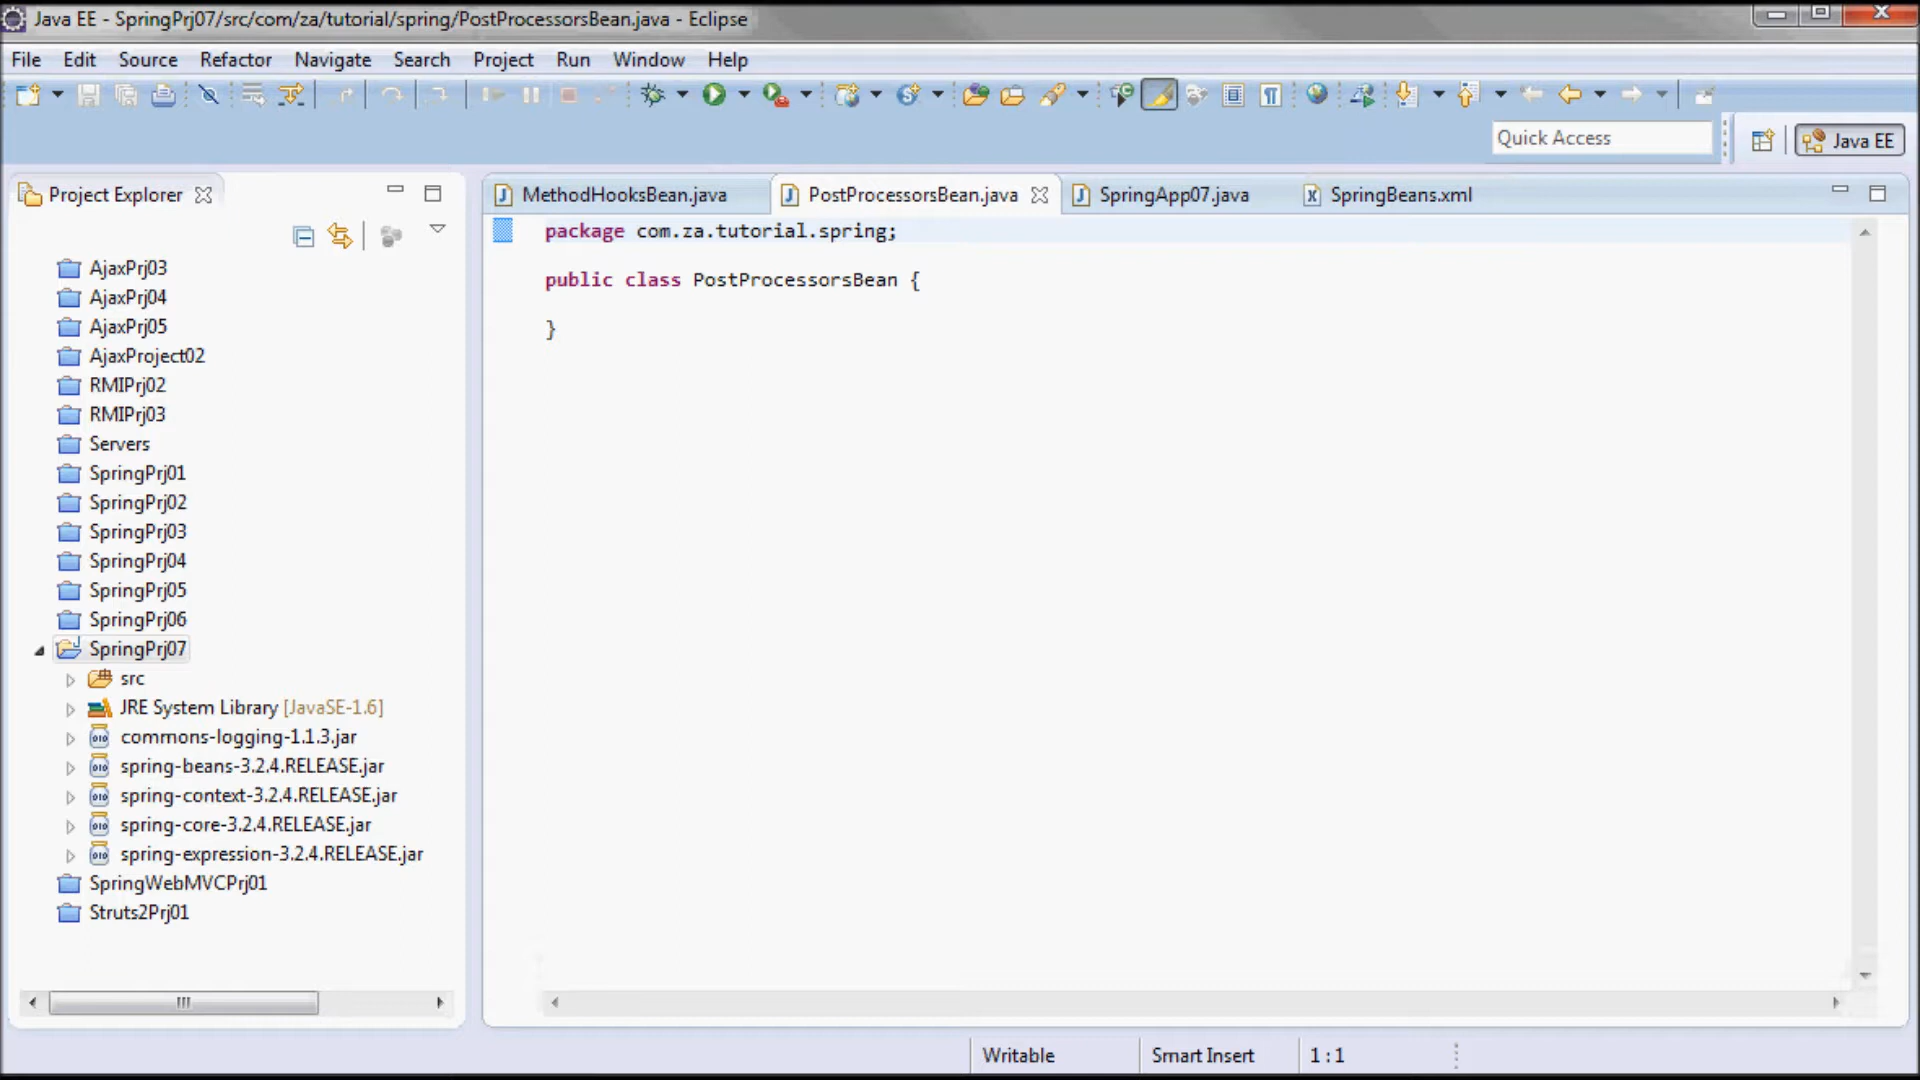 Java EE - SpringPrj07/src/com/za/tutorial/spring/PostProcessorsBean.java - Eclipse
File Edit Source Refactor Navigate Search Project Run Window Help
Quick Access
Java EE
Project Explorer
AjaxPrj03
AjaxPrj04
AjaxPrj05
AjaxProject02
RMIPrj02
RMIPrj03
Servers
SpringPrj01
SpringPrj02
SpringPrj03
SpringPrj04
SpringPrj05
SpringPrj06
SpringPrj07
src
JRE System Library [JavaSE-1.6]
commons-logging-1.1.3.jar
spring-beans-3.2.4.RELEASE.jar
spring-context-3.2.4.RELEASE.jar
spring-core-3.2.4.RELEASE.jar
spring-expression-3.2.4.RELEASE.jar
SpringWebMVCPrj01
Struts2Prj01
MethodHooksBean.java PostProcessorsBean.java SpringApp07.java SpringBeans.xml
package com.za.tutorial.spring;
public class PostProcessorsBean {
}
Writable Smart Insert 1 : 1